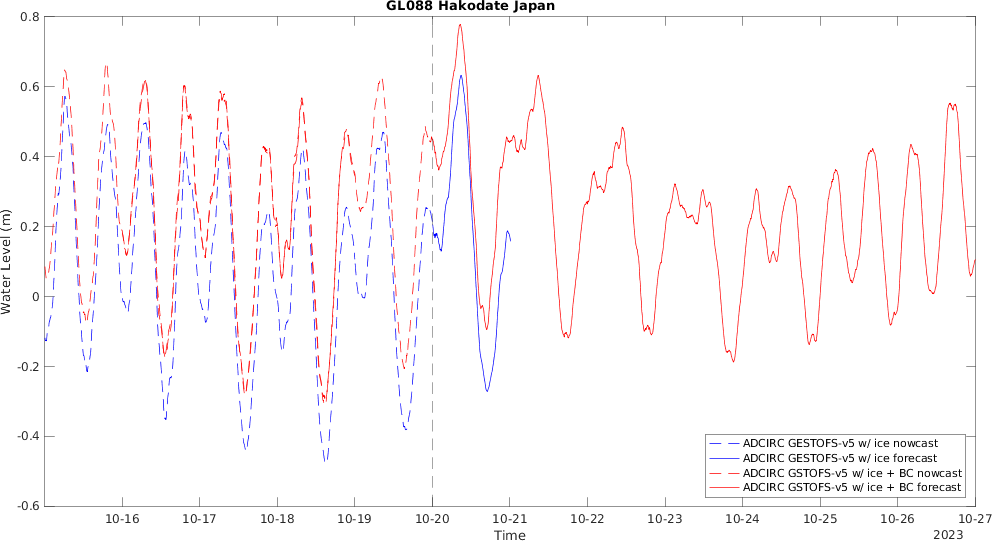 GL088 Hakodate Japan
0.8
0.6
0.4
0.2
0
-0.2
-0.4
-0.6
Water Level (m)
10-16 10-17 10-18 10-19 10-20 10-21 10-22 10-23 10-24 10-25 10-26 10-27
Time
2023
ADCIRC GESTOFS-v5 w/ ice nowcast
ADCIRC GESTOFS-v5 w/ ice forecast
ADCIRC GSTOFS-v5 w/ ice + BC nowcast
ADCIRC GSTOFS-v5 w/ ice + BC forecast